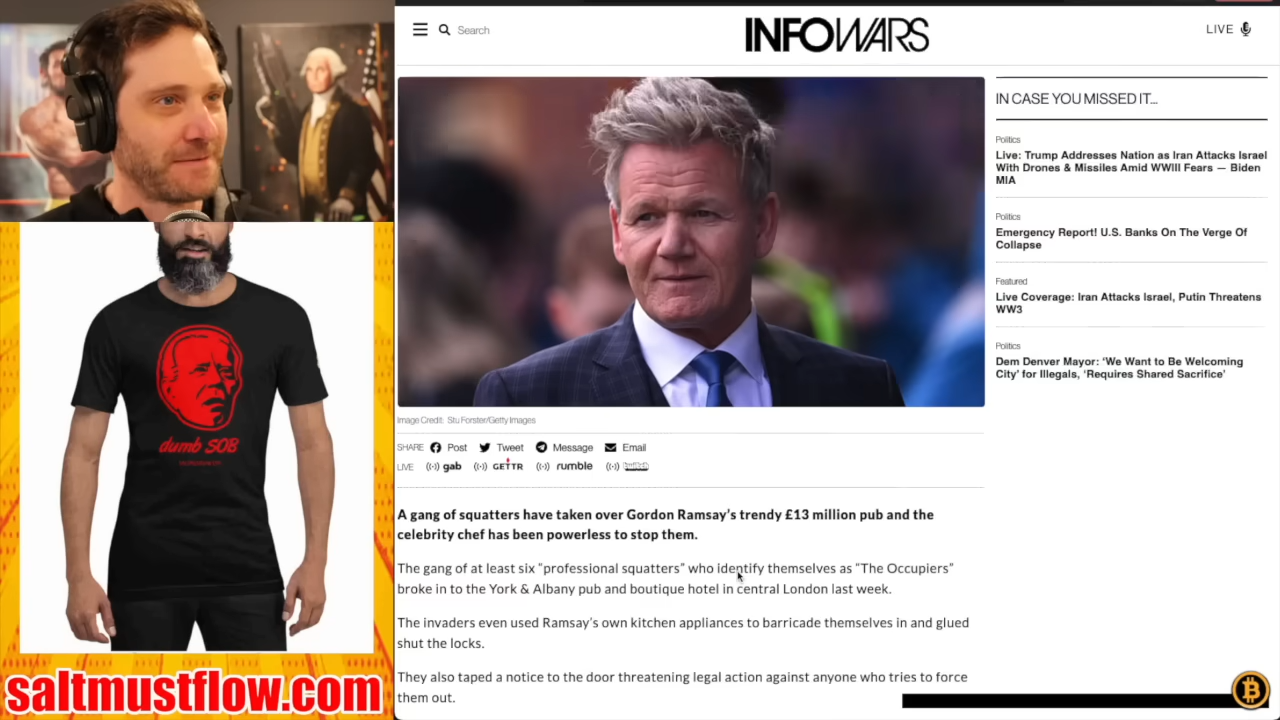 INFOWARS
Search
LIVE
IN CASE YOU MISSED IT...
Politics
Live: Trump Addresses Nation as Iran Attacks Israel
With Drones & Missiles Amid WWIII Fears — Biden
MIA
Politics
Emergency Report! U.S. Banks On The Verge Of
Collapse
Featured
Live Coverage: Iran Attacks Israel, Putin Threatens
WW3
Politics
Dem Denver Mayor: ‘We Want to Be Welcoming
City’ for Illegals, ‘Requires Shared Sacrifice’
Image Credit: Stu Forster/Getty Images
SHARE Post Tweet Message Email
LIVE gab GETTR rumble twitch
A gang of squatters have taken over Gordon Ramsay’s trendy £13 million pub and the
celebrity chef has been powerless to stop them.
The gang of at least six “professional squatters” who identify themselves as “The Occupiers”
broke in to the York & Albany pub and boutique hotel in central London last week.
The invaders even used Ramsay’s own kitchen appliances to barricade themselves in and glued
shut the locks.
They also taped a notice to the door threatening legal action against anyone who tries to force
them out.
dumb SOB
saltmustflow.com